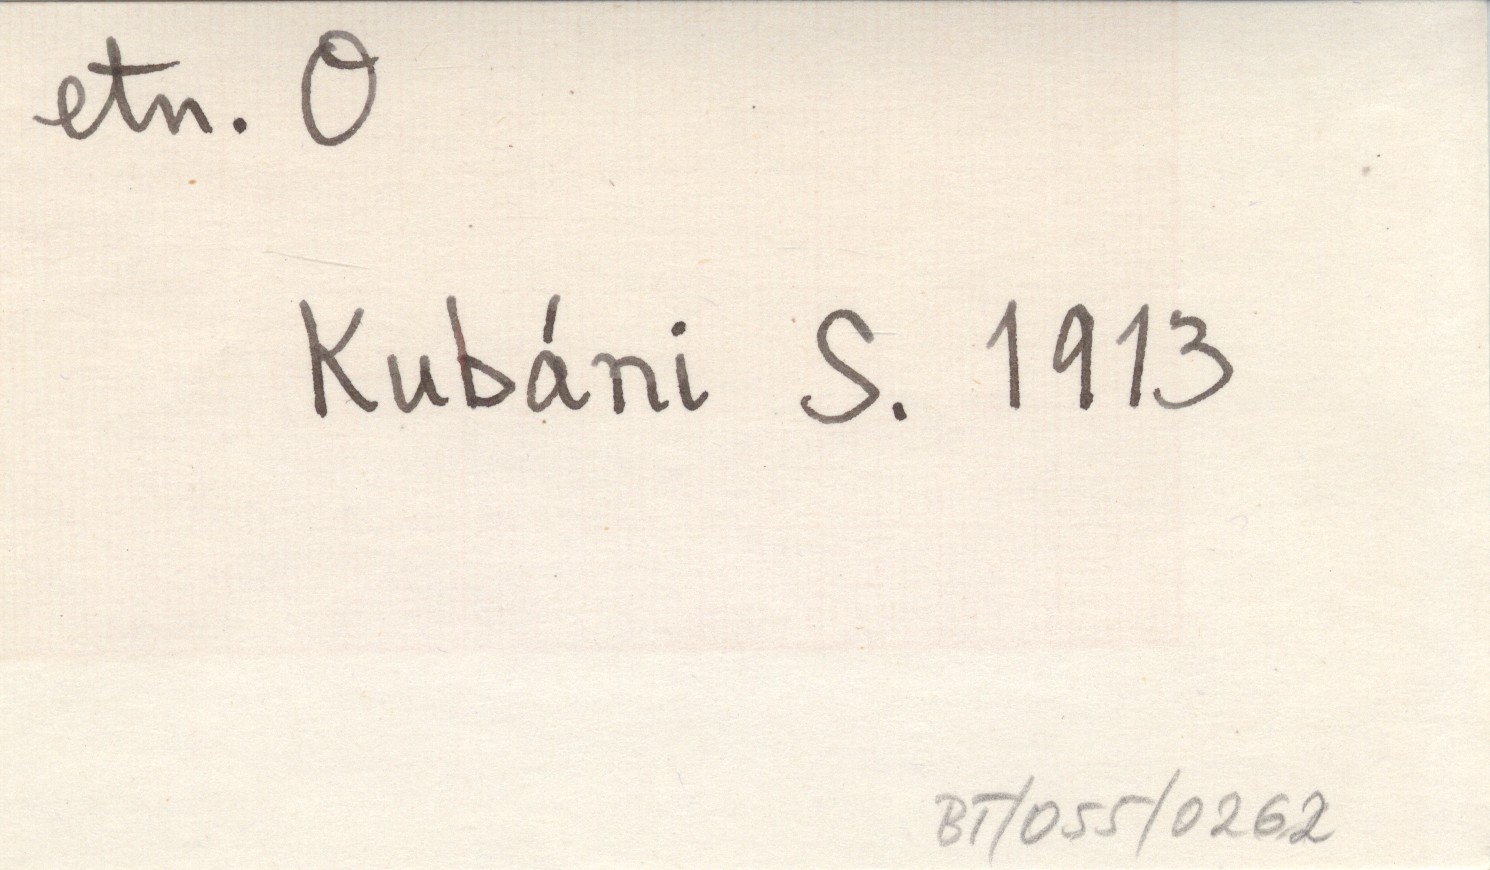 etn. O
Kubáni S. 1913
BT/055/0262